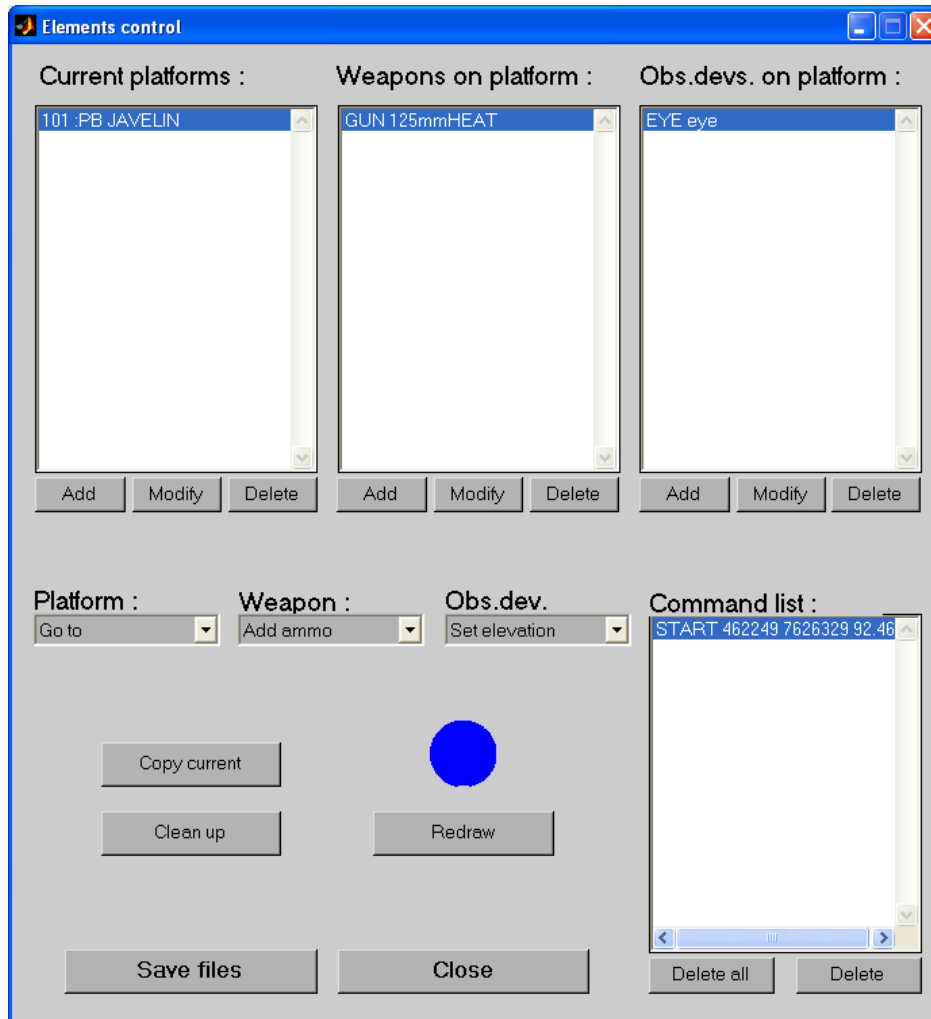 Elements control
Current platforms :
Weapons on platform :
Obs.devs. on platform :
101 :PB JAVELIN
GUN 125mmHEAT
EYE eye
Add
Modify
Delete
Add
Modify
Delete
Add
Modify
Delete
Platform :
Weapon :
Obs.dev.
Command list :
Go to
Add ammo
Set elevation
START 462249 7626329 92.46
Copy current
Clean up
Redraw
Save files
Close
Delete all
Delete